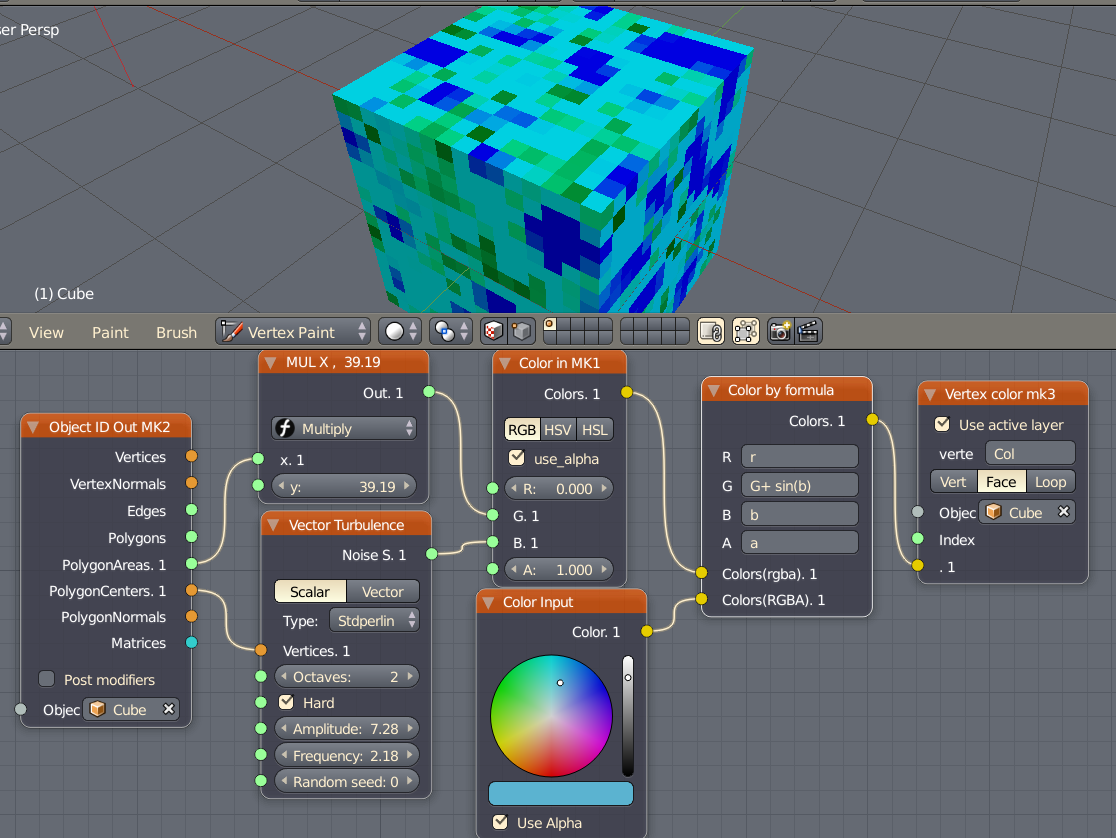 ser Persp
(1) Cube
View Paint Brush Vertex Paint
MUL X , 39.19
Out. 1
Multiply
x. 1
y: 39.19
Object ID Out MK2
Vertices
VertexNormals
Edges
Polygons
PolygonAreas. 1
PolygonCenters. 1
PolygonNormals
Matrices
Post modifiers
Objec Cube
Vector Turbulence
Noise S. 1
Scalar Vector
Type: Stdperlin
Vertices. 1
Octaves: 2
Hard
Amplitude: 7.28
Frequency: 2.18
Random seed: 0
Color in MK1
Colors. 1
RGB HSV HSL
use_alpha
R: 0.000
G. 1
B. 1
A: 1.000
Color Input
Color. 1
Use Alpha
Color by formula
Colors. 1
R r
G G+ sin(b)
B b
A a
Colors(rgba). 1
Colors(RGBA). 1
Vertex color mk3
Use active layer
verte Col
Vert Face Loop
Objec Cube
Index
. 1